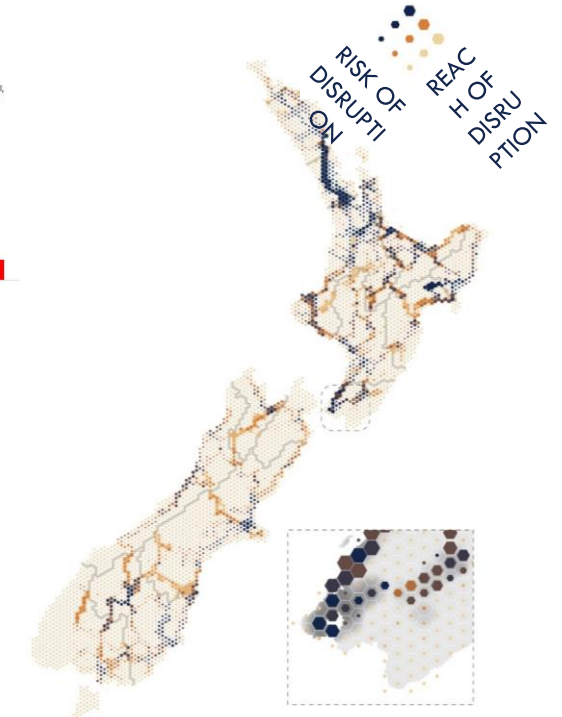 RISK OF
DISRUPTI
ON
REAC
H OF
DISRU
PTION